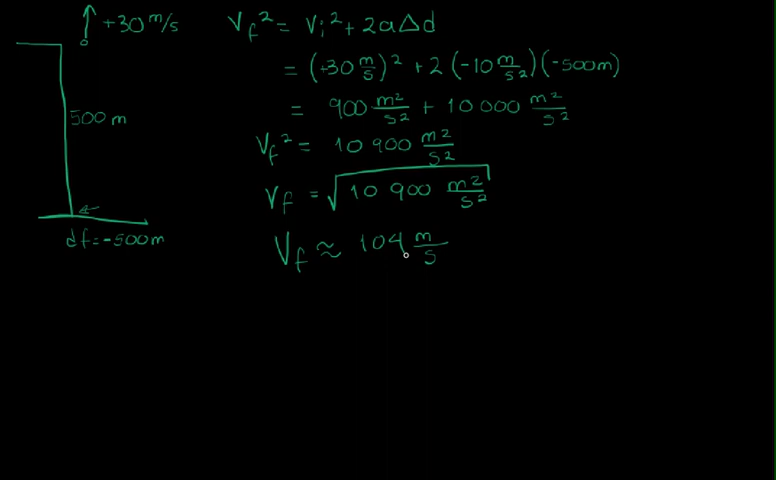 +30 m/s
500 m
df=-500m
Vf² = Vi² + 2aΔd
= (+30 m/s)² + 2 (-10 m/s²)(-500m)
= 900 m²/s² + 10 000 m²/s²
Vf² = 10 900 m²/s²
Vf = √10 900 m²/s²
Vf ≈ 104 m/s